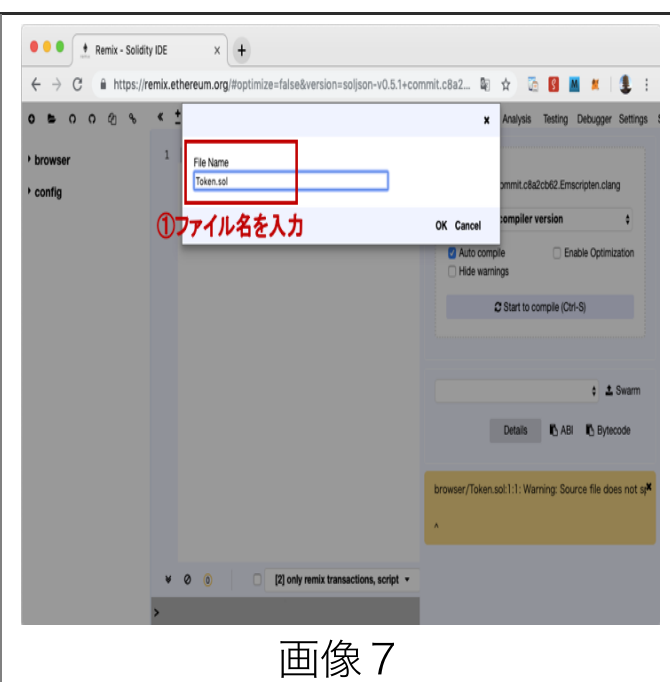 Remix - Solidity IDE
https://remix.ethereum.org/#optimize=false&version=soljson-v0.5.1+commit.c8a2...
Analysis Testing Debugger Settings
browser
config
1
File Name
Token.sol
①ファイル名を入力
OK Cancel
ommit.c8a2cb62.Emscripten.clang
compiler version
Auto compile
Enable Optimization
Hide warnings
Start to compile (Ctrl-S)
Swarm
Details ABI Bytecode
browser/Token.sol:1:1: Warning: Source file does not sp
^
0
[2] only remix transactions, script
>
画像７